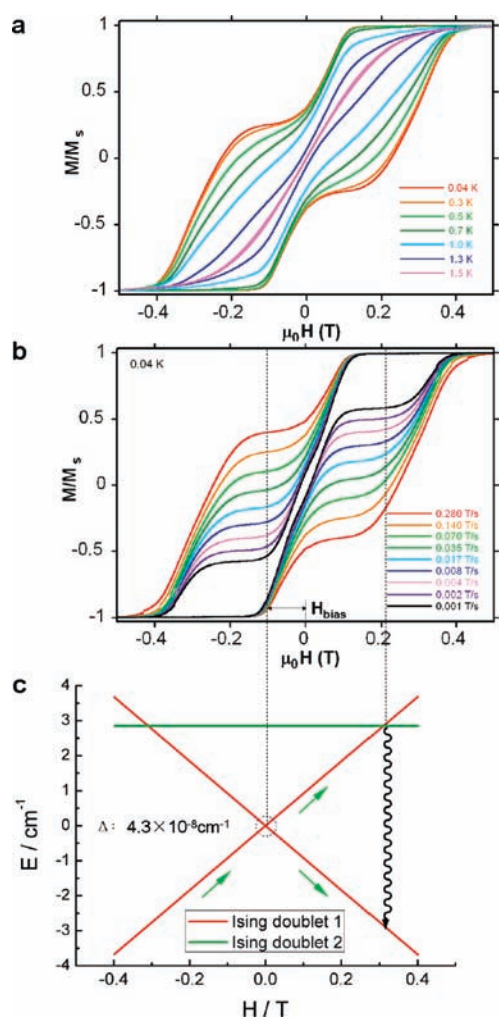 a
1
0.5
0
-0.5
-1
M/Ms
-0.4 -0.2 0 0.2 0.4
μ0H (T)
0.04 K
0.3 K
0.5 K
0.7 K
1.0 K
1.3 K
1.5 K
b
0.04 K
1
0.5
0
-0.5
-1
M/Ms
0.280 T/s
0.140 T/s
0.070 T/s
0.035 T/s
0.017 T/s
0.008 T/s
0.004 T/s
0.002 T/s
0.001 T/s
Hbias
-0.4 -0.2 0 0.2 0.4
μ0H (T)
c
4
3
2
1
0
-1
-2
-3
-4
E / cm-1
Δ: 4.3×10-8cm-1
Ising doublet 1
Ising doublet 2
-0.4 -0.2 0.0 0.2 0.4
H / T